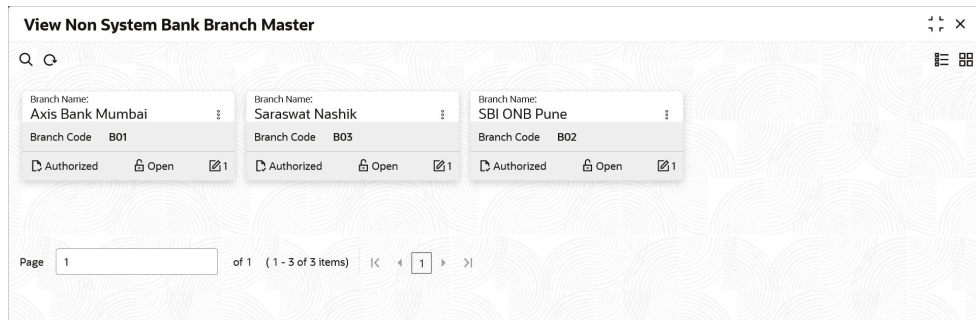 View Non System Bank Branch Master
Branch Name: Branch Name: Branch Name:
Axis Bank Mumbai Saraswat Nashik SBI ONB Pune
Branch Code B01 Branch Code B03 Branch Code B02
Authorized Open 1 Authorized Open 1 Authorized Open 1
Page 1 of 1 ( 1 - 3 of 3 items) 1